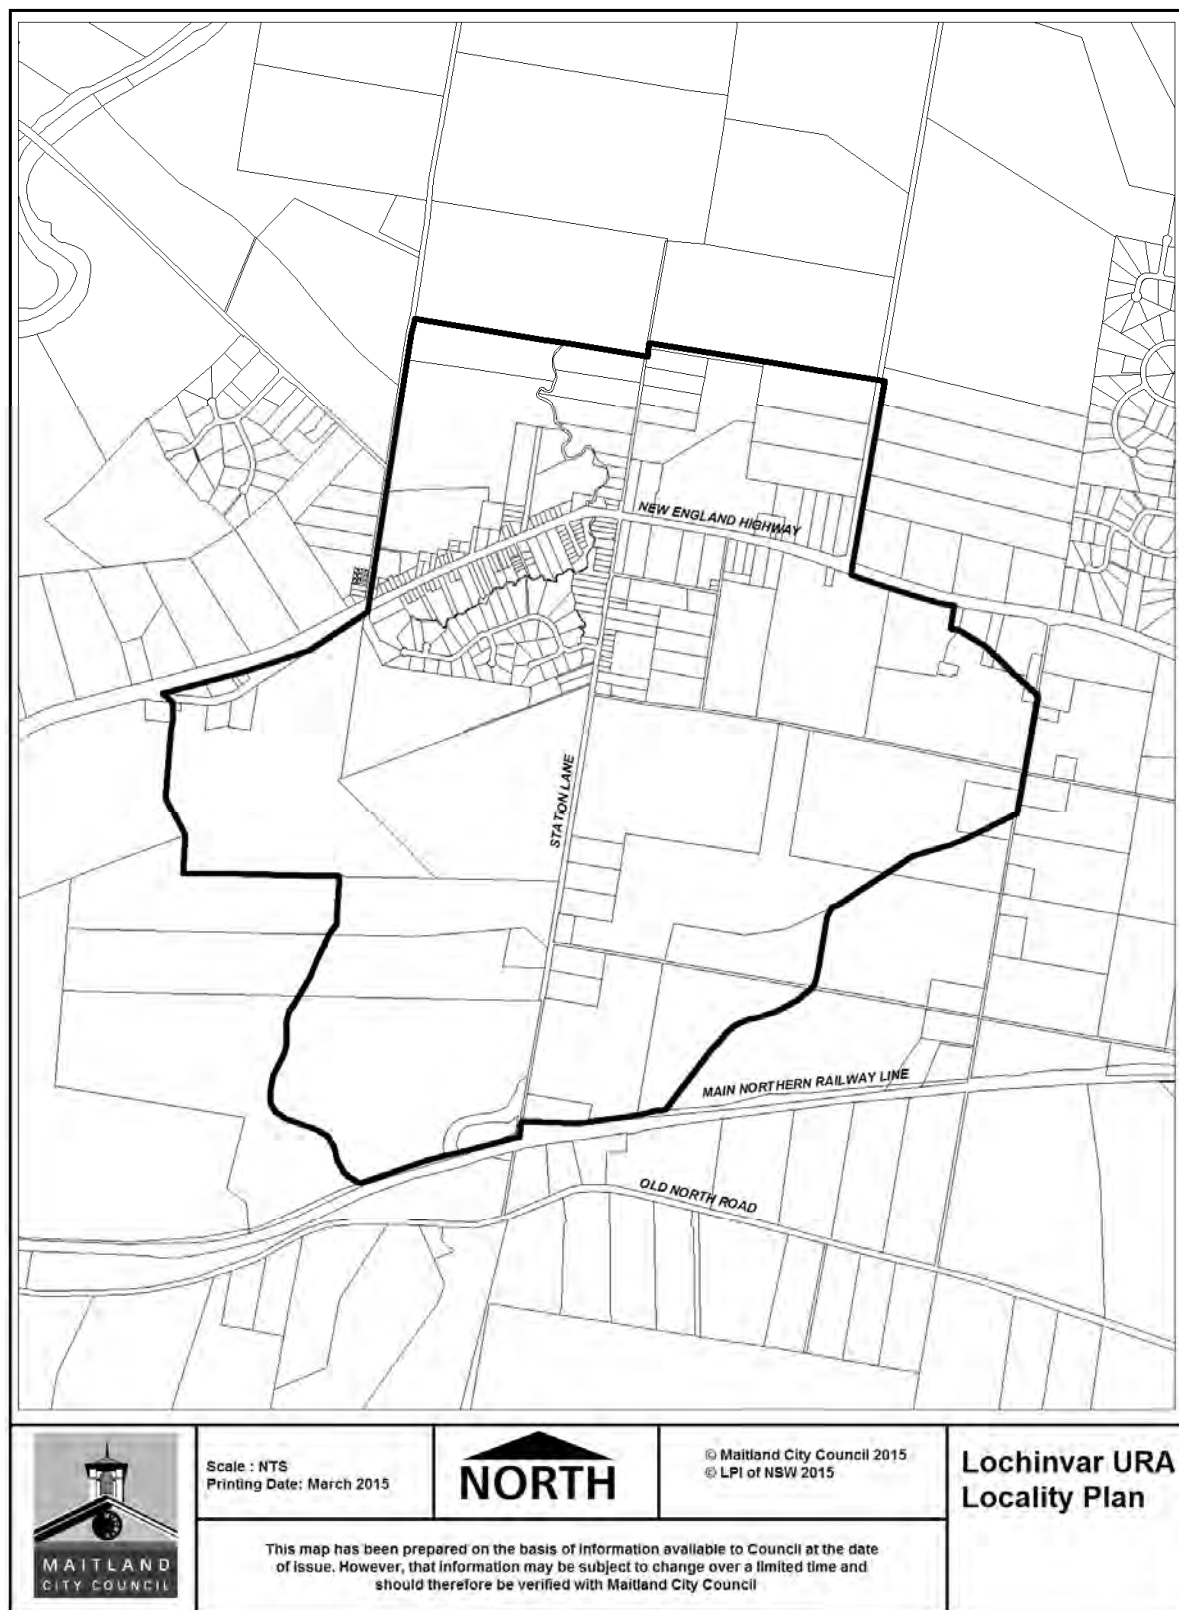 NEW ENGLAND HIGHWAY
STATION LANE
MAIN NORTHERN RAILWAY LINE
OLD NORTH ROAD
MAITLAND
CITY COUNCIL
Scale : NTS
Printing Date: March 2015
NORTH
© Maitland City Council 2015
© LPI of NSW 2015
This map has been prepared on the basis of information available to Council at the date
of issue. However, that information may be subject to change over a limited time and
should therefore be verified with Maitland City Council
Lochinvar URA
Locality Plan